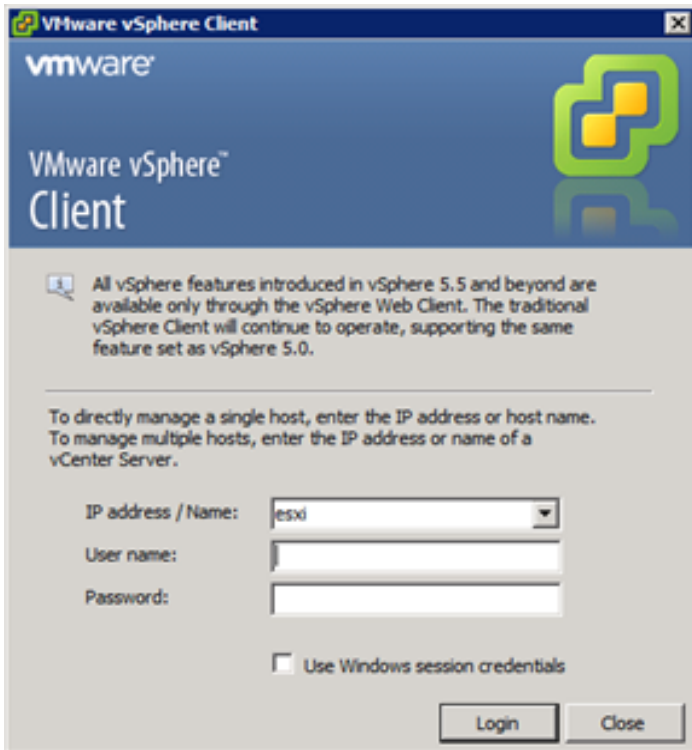 VMware vSphere Client
vmware
VMware vSphere™
Client
All vSphere features introduced in vSphere 5.5 and beyond are
available only through the vSphere Web Client. The traditional
vSphere Client will continue to operate, supporting the same
feature set as vSphere 5.0.
To directly manage a single host, enter the IP address or host name.
To manage multiple hosts, enter the IP address or name of a
vCenter Server.
IP address / Name: esxi
User name:
Password:
Use Windows session credentials
Login Close